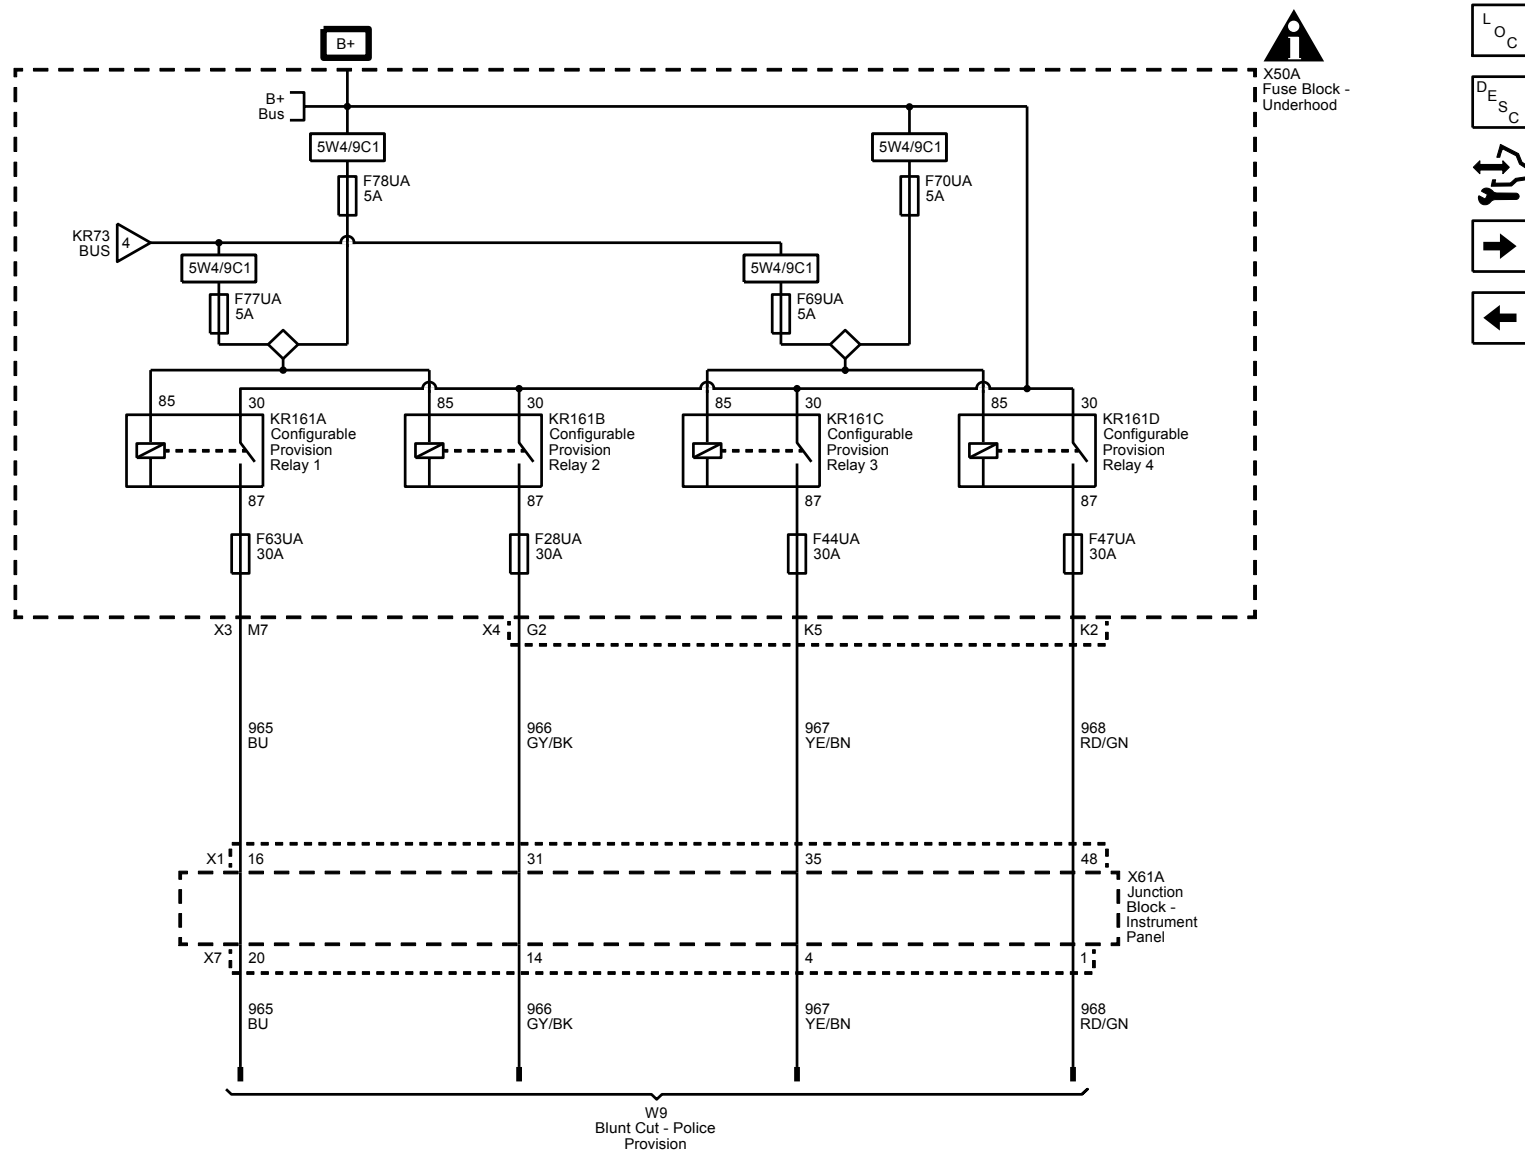 B+
L
O
C
X50A
Fuse Block -
Underhood
D
E
S
C
B+
Bus
5W4/9C1
5W4/9C1
F78UA
5A
F70UA
5A
KR73
BUS
4
5W4/9C1
5W4/9C1
F77UA
5A
F69UA
5A
85
30
85
30
85
30
85
30
KR161A
Configurable
Provision
Relay 1
KR161B
Configurable
Provision
Relay 2
KR161C
Configurable
Provision
Relay 3
KR161D
Configurable
Provision
Relay 4
87
87
87
87
F63UA
30A
F28UA
30A
F44UA
30A
F47UA
30A
X3
M7
X4
G2
K5
K2
965
BU
966
GY/BK
967
YE/BN
968
RD/GN
X1
16
31
35
48
X61A
Junction
Block -
Instrument
Panel
X7
20
14
4
1
965
BU
966
GY/BK
967
YE/BN
968
RD/GN
W9
Blunt Cut - Police
Provision